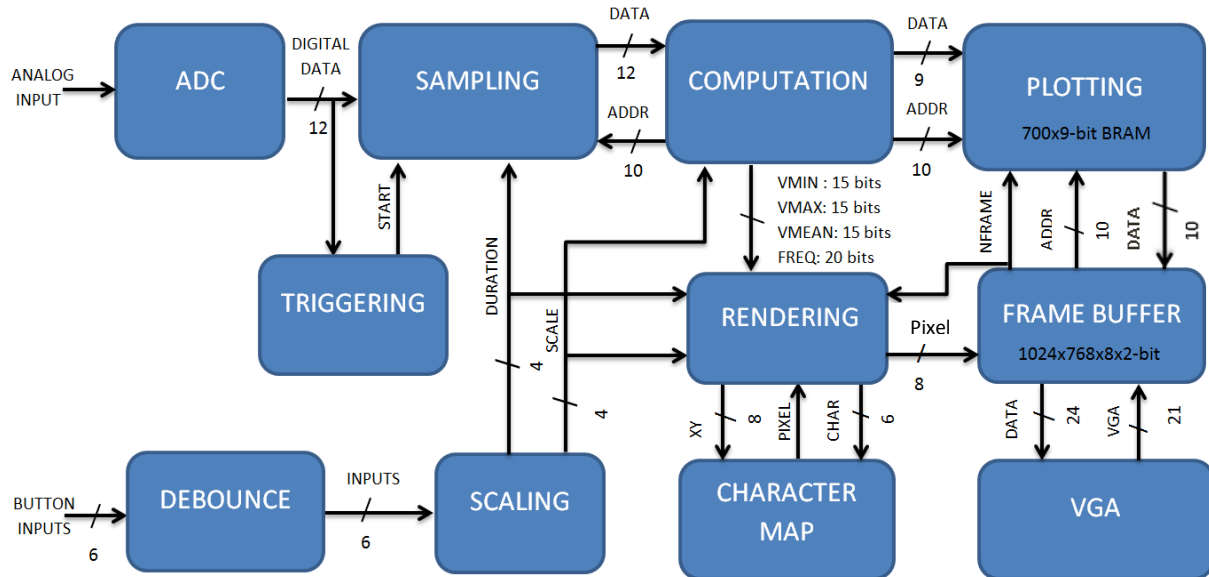 ANALOG
INPUT
ADC
DIGITAL
DATA
12
SAMPLING
DATA
12
ADDR
10
COMPUTATION
DATA
9
ADDR
10
PLOTTING
700x9-bit BRAM
START
TRIGGERING
DURATION
4
SCALE
4
VMIN : 15 bits
VMAX: 15 bits
VMEAN: 15 bits
FREQ: 20 bits
NFRAME
ADDR
10
DATA
10
RENDERING
Pixel
8
FRAME BUFFER
1024x768x8x2-bit
XY
8
PIXEL
CHAR
6
DATA
24
VGA
21
BUTTON
INPUTS
6
DEBOUNCE
INPUTS
6
SCALING
CHARACTER
MAP
VGA